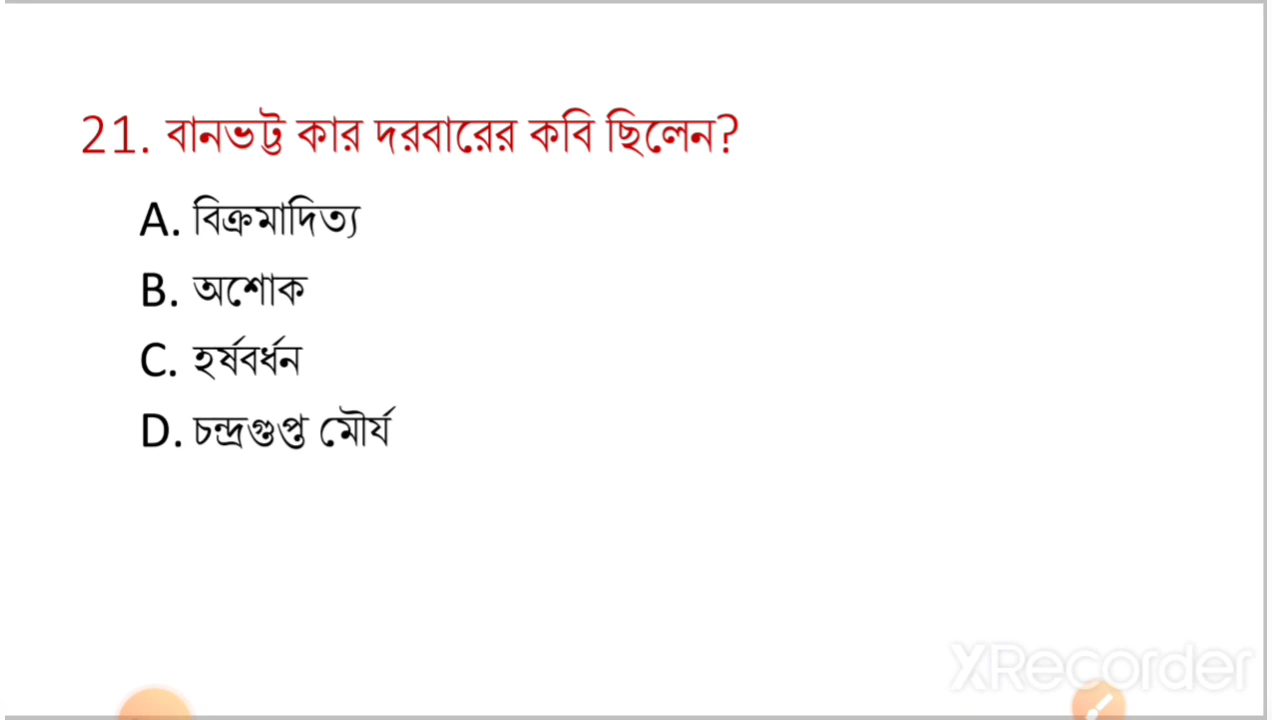 21. বানভট্ট কার দরবারের কবি ছিলেন?
A. বিক্রমাদিত্য
B. অশোক
C. হর্ষবর্ধন
D. চন্দ্রগুপ্ত মৌর্য
XRecorder